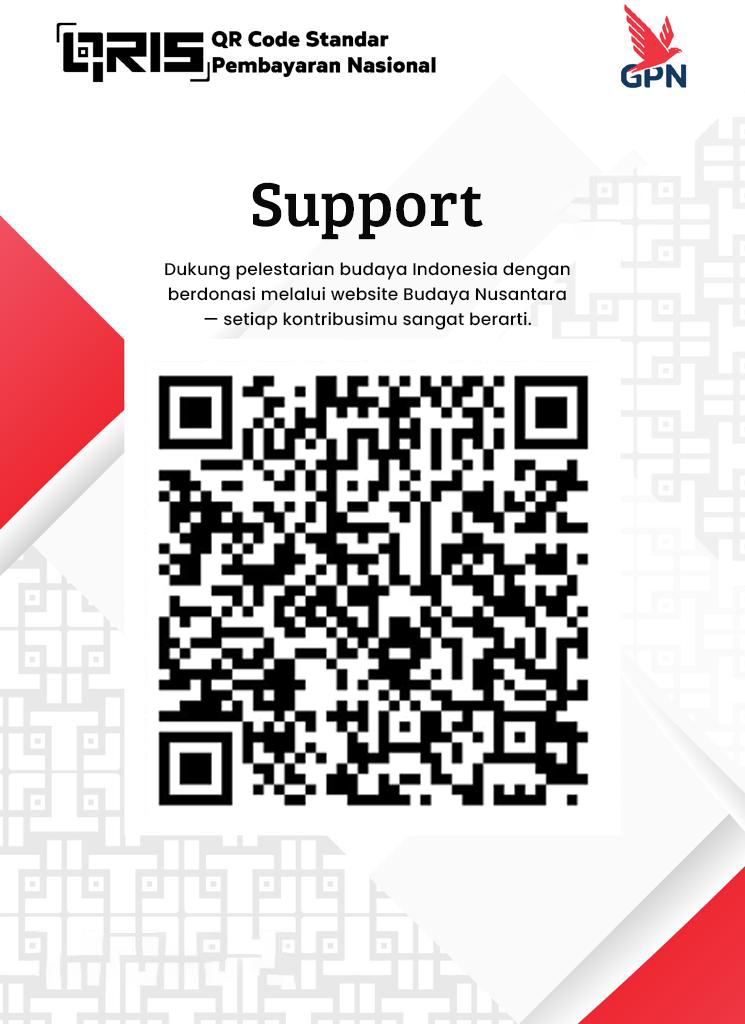 QRIS QR Code Standar
Pembayaran Nasional
GPN
Support
Dukung pelestarian budaya Indonesia dengan
berdonasi melalui website Budaya Nusantara
— setiap kontribusimu sangat berarti.